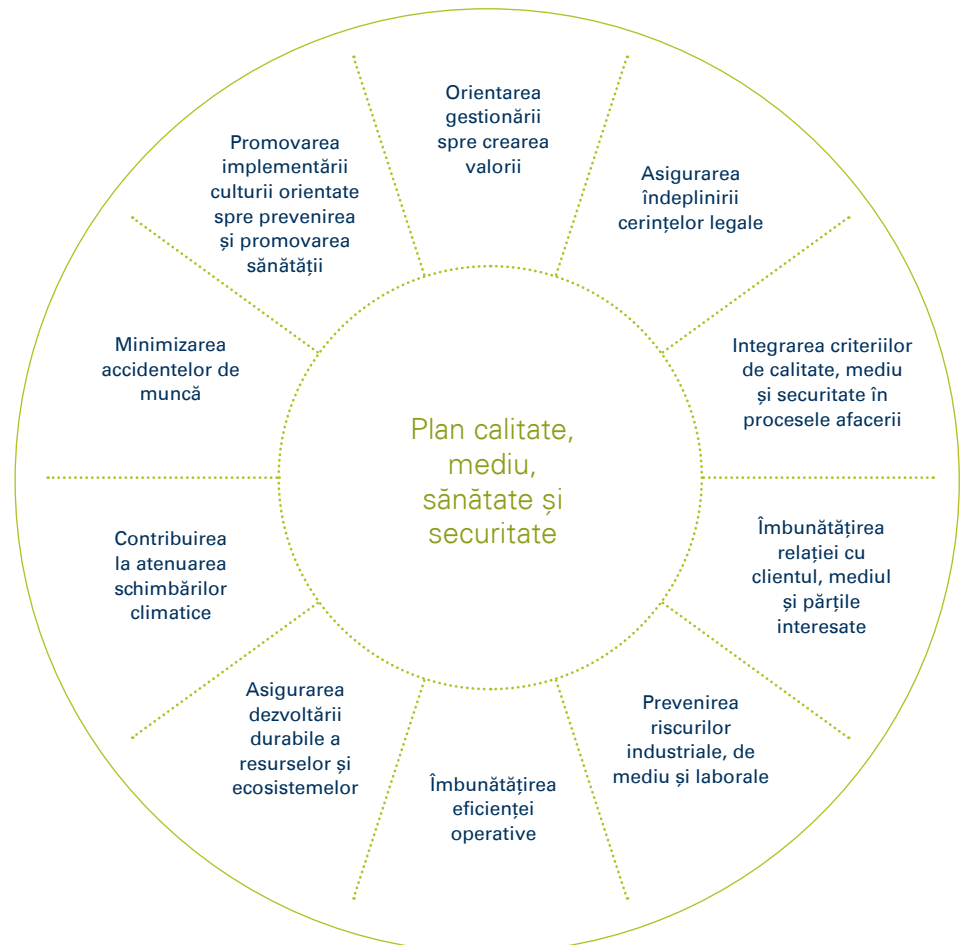 Orientarea
gestionării
spre crearea
valorii
Asigurarea
îndeplinirii
cerințelor legale
Integrarea criteriilor
de calitate, mediu
și securitate în
procesele afacerii
Îmbunătățirea
relației cu
clientul, mediul
și părțile
interesate
Prevenirea
riscurilor
industriale, de
mediu și laborale
Îmbunătățirea
eficienței
operative
Asigurarea
dezvoltării
durabile a
resurselor și
ecosistemelor
Contribuirea
la atenuarea
schimbărilor
climatice
Minimizarea
accidentelor de
muncă
Promovarea
implementării
culturii orientate
spre prevenirea
și promovarea
sănătății
Plan calitate,
mediu,
sănătate și
securitate